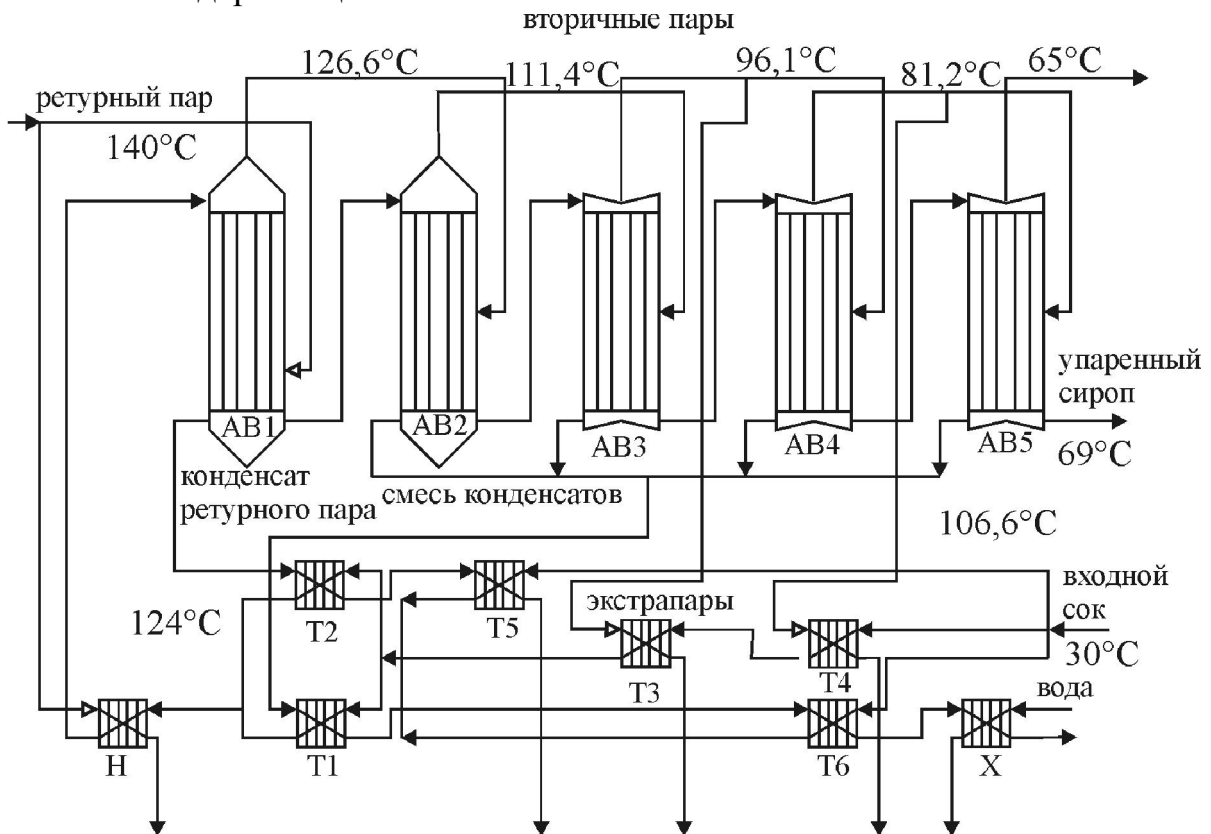 вторичные пары
126,6°C
111,4°C
96,1°C
81,2°C
65°C
ретурный пар
140°C
упаренный
сироп
АВ1
АВ2
АВ3
АВ4
АВ5
69°C
конденсат
ретурного пара
смесь конденсатов
106,6°C
входной
сок
экстрапары
124°C
Т2
Т5
Т3
Т4
30°C
вода
Н
Т1
Т6
Х